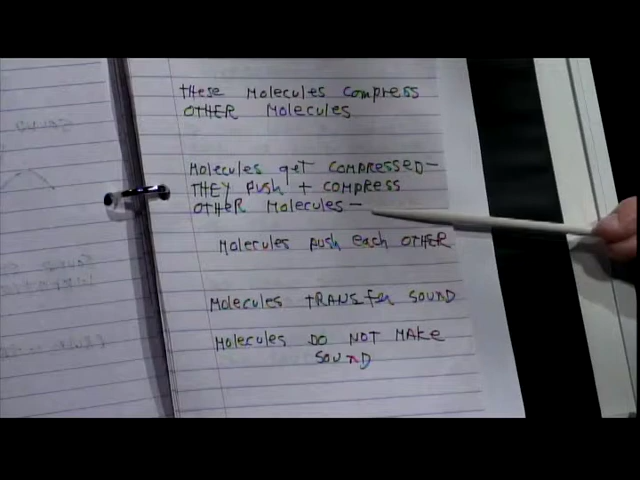 THese Molecules compress
OTHER Molecules
Molecules get COMPRESSED-
THEY PusH + COMPRESS
OTHeR Molecules-
Molecules push each OTHER
Molecules TRANSfer SOUND
Molecules DO NOT MAKe
SOUND